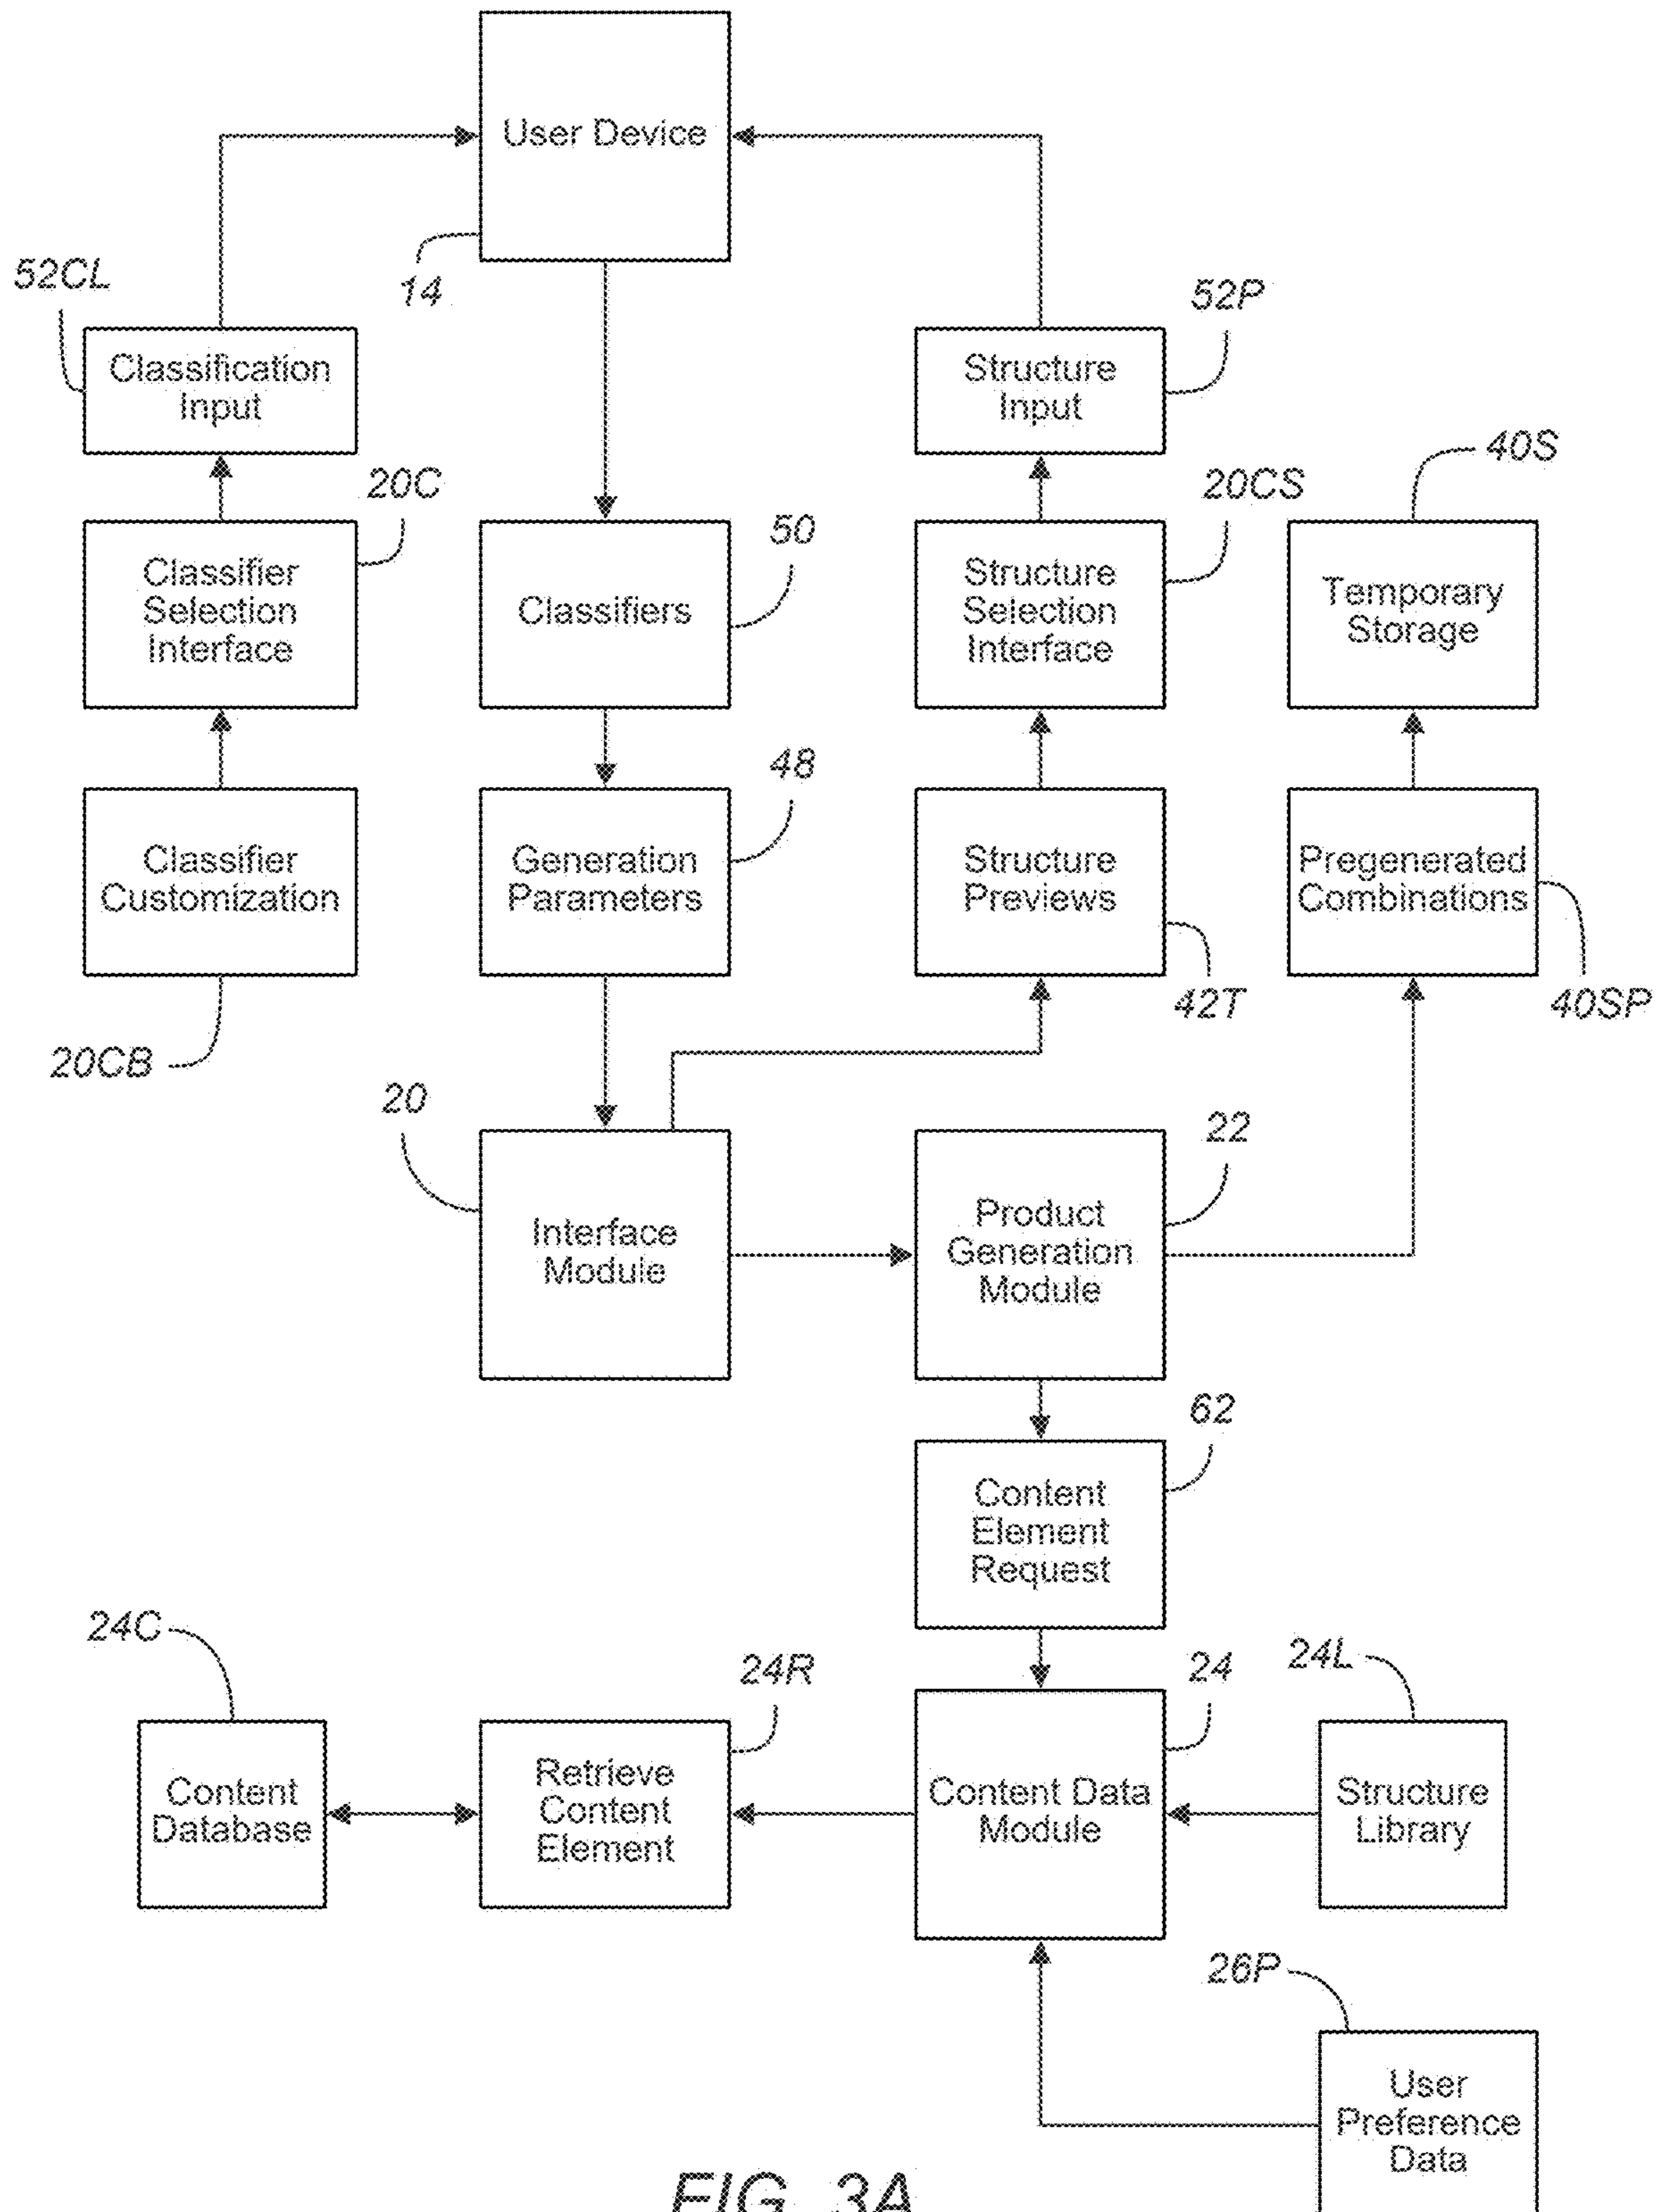 User Device
14
52CL
Classification
Input
52P
Structure
Input
20C
Classifier
Selection
Interface
50
Classifiers
20CS
Structure
Selection
Interface
40S
Temporary
Storage
Classifier
Customization
20CB
48
Generation
Parameters
Structure
Previews
42T
Pregenerated
Combinations
40SP
20
Interface
Module
22
Product
Generation
Module
62
Content
Element
Request
24C
Content
Database
24R
Retrieve
Content
Element
24
Content Data
Module
24L
Structure
Library
26P
User
Preference
Data
FIG. 3A